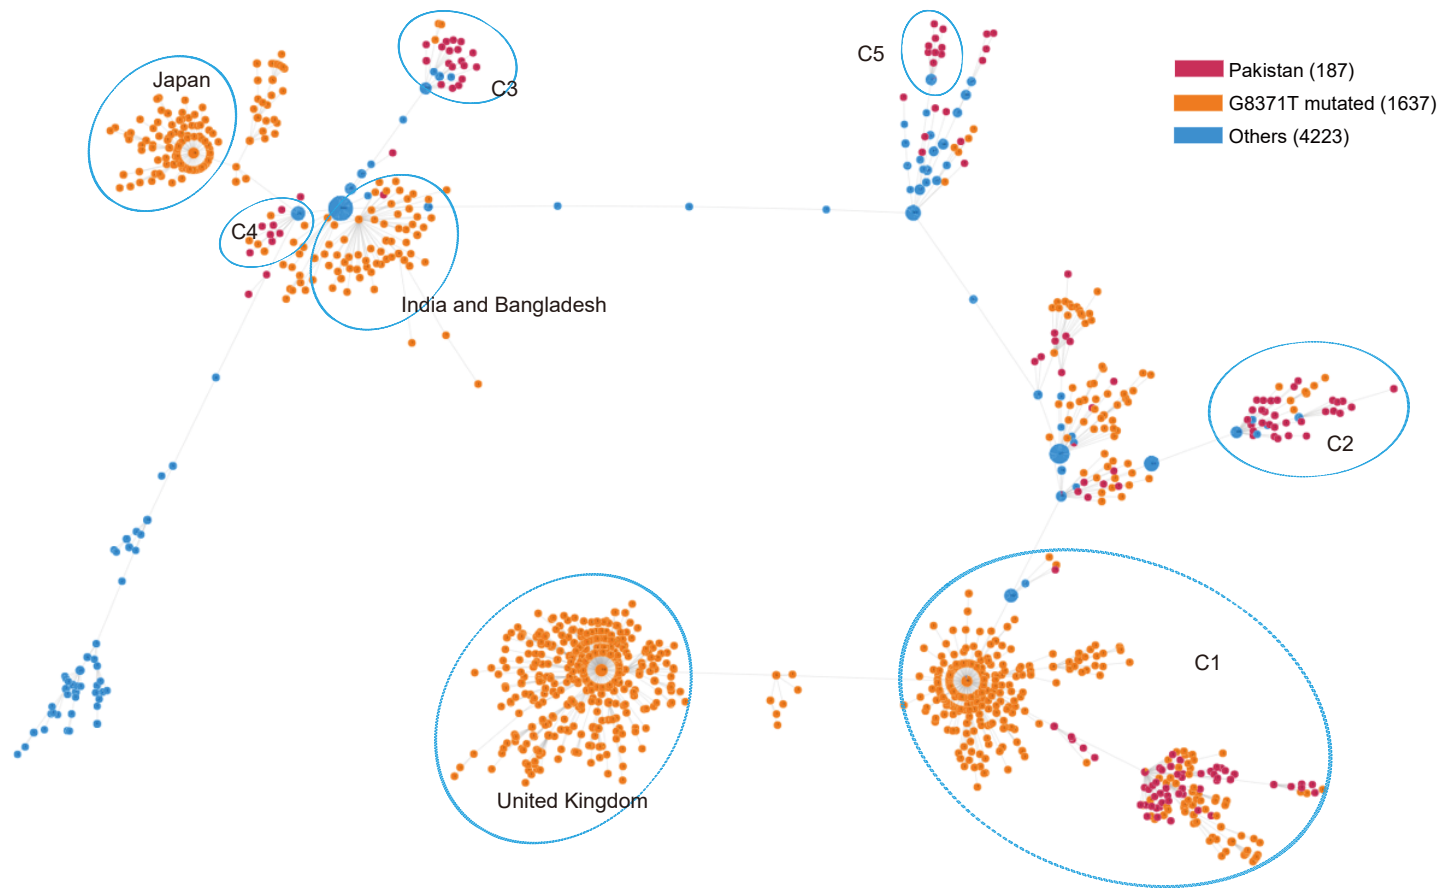 Japan
C3
C5
Pakistan (187)
G8371T mutated (1637)
Others (4223)
C4
India and Bangladesh
C2
C1
United Kingdom